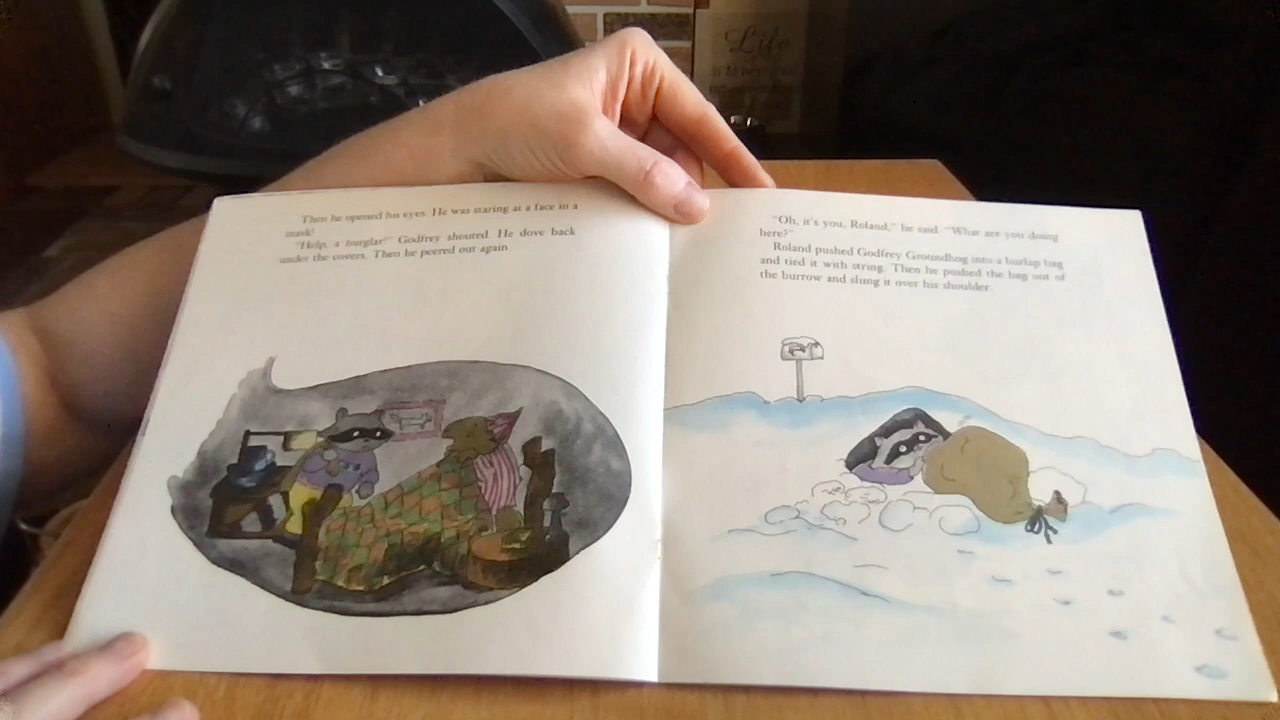 Life
Then he opened his eyes. He was staring at a face in a
mask!
"Help, a burglar!" Godfrey shouted. He dove back
under the covers. Then he peered out again.
"Oh, it's you, Roland," he said. "What are you doing
here?"
Roland pushed Godfrey Groundhog into a burlap bag
and tied it with string. Then he pushed the bag out of
the burrow and slung it over his shoulder.